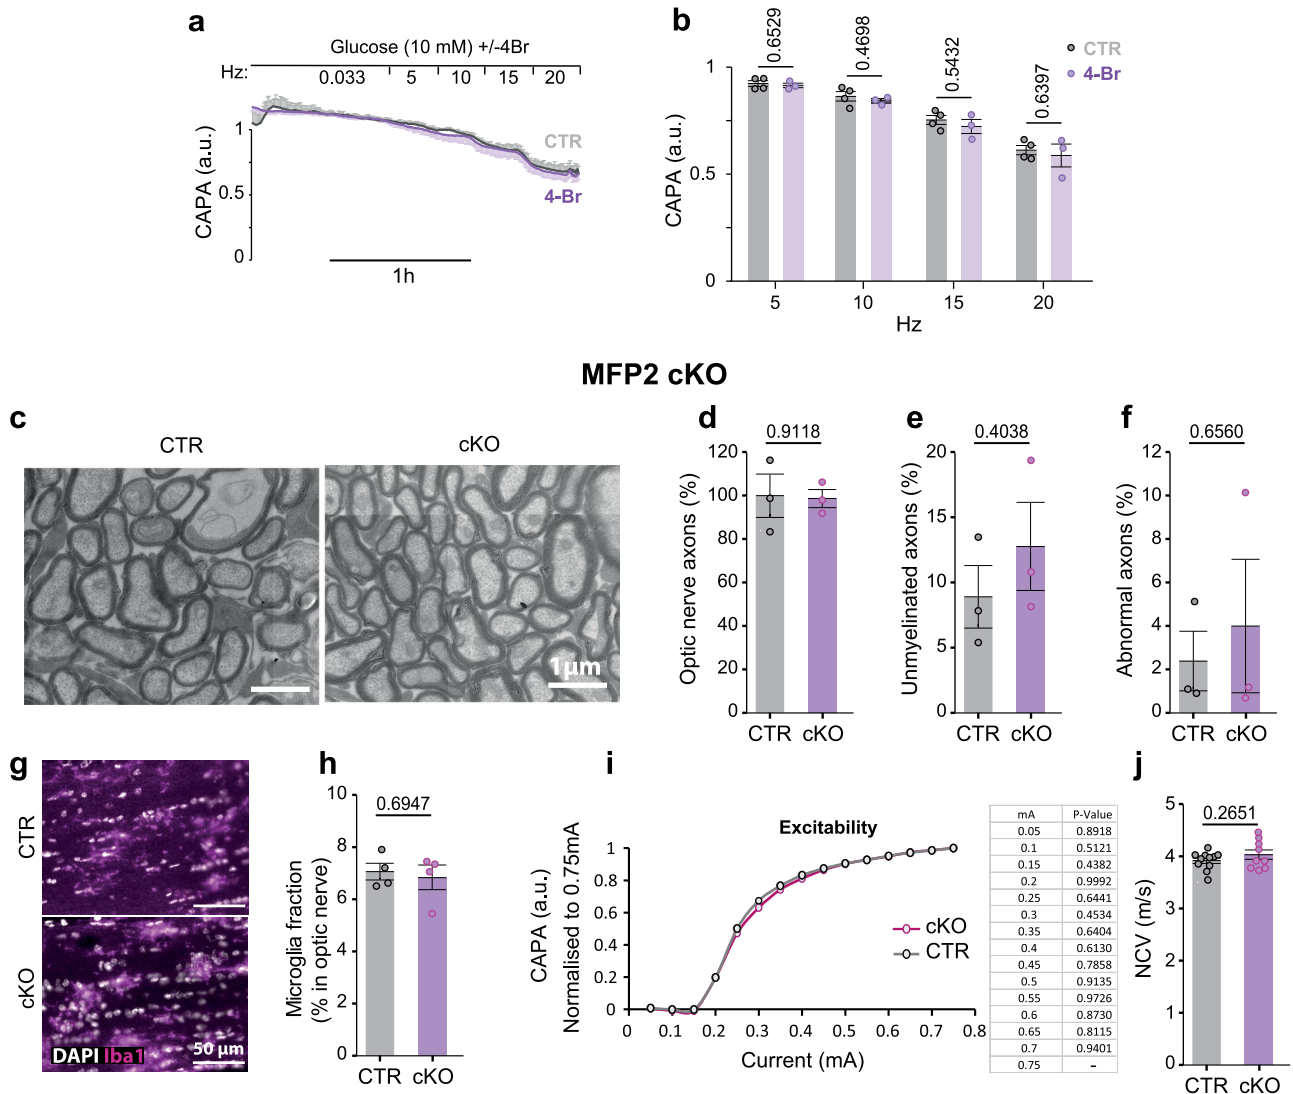 a
Glucose (10 mM) +/-4Br
Hz:
0.033
5
10
15
20
CAPA (a.u.)
1
0.5
0
CTR
4-Br
1h
b
0.6529
0.4698
0.5432
0.6397
CTR
4-Br
CAPA (a.u.)
1
0.5
0
5
10
15
20
Hz
MFP2 cKO
c
CTR
cKO
1µm
d
0.9118
Optic nerve axons (%)
120
100
80
60
40
20
0
CTR
cKO
e
0.4038
Unmyelinated axons (%)
20
15
10
5
0
CTR
cKO
f
0.6560
Abnormal axons (%)
12
10
8
6
4
2
0
CTR
cKO
g
CTR
cKO
DAPI Iba1
50 µm
h
0.6947
Microglia fraction
(% in optic nerve)
10
8
6
4
2
0
CTR
cKO
i
Excitability
CAPA (a.u.)
Normalised to 0.75mA
1
0.8
0.6
0.4
0.2
0
0
0.1
0.2
0.3
0.4
0.5
0.6
0.7
0.8
Current (mA)
cKO
CTR
mA P-Value
0.05 0.8918
0.1 0.5121
0.15 0.4382
0.2 0.9992
0.25 0.6441
0.3 0.4534
0.35 0.6404
0.4 0.6130
0.45 0.7858
0.5 0.9135
0.55 0.9726
0.6 0.8730
0.65 0.8115
0.7 0.9401
0.75 –
j
0.2651
NCV (m/s)
5
4
3
2
1
0
CTR
cKO